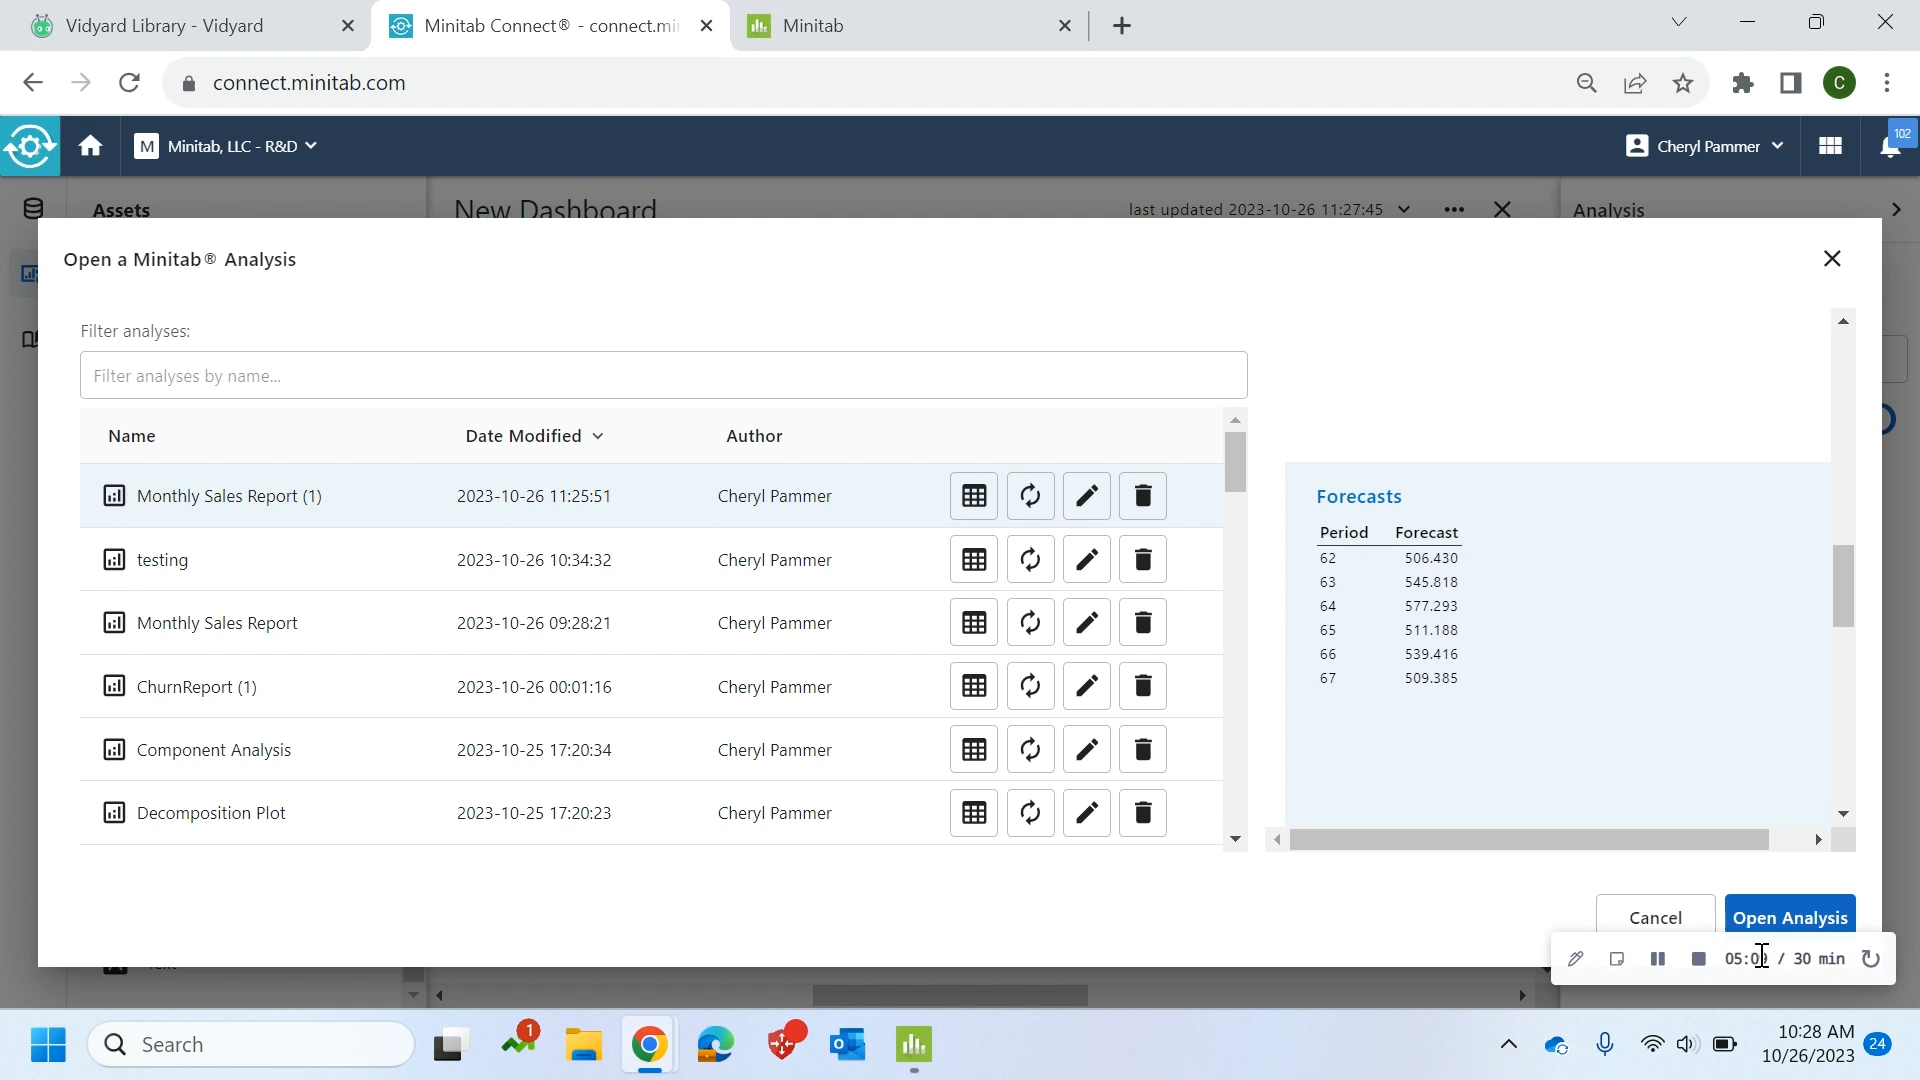 Vidyard Library - Vidyard
Minitab Connect® - connect.mi
Minitab
connect.minitab.com
C
M Minitab, LLC - R&D
Cheryl Pammer
102
Assets
New Dashboard
last updated 2023-10-26 11:27:45
Analysis
Open a Minitab® Analysis
Filter analyses:
Filter analyses by name...
Name Date Modified Author
Monthly Sales Report (1) 2023-10-26 11:25:51 Cheryl Pammer
testing 2023-10-26 10:34:32 Cheryl Pammer
Monthly Sales Report 2023-10-26 09:28:21 Cheryl Pammer
ChurnReport (1) 2023-10-26 00:01:16 Cheryl Pammer
Component Analysis 2023-10-25 17:20:34 Cheryl Pammer
Decomposition Plot 2023-10-25 17:20:23 Cheryl Pammer
Forecasts
Period Forecast
62 506.430
63 545.818
64 577.293
65 511.188
66 539.416
67 509.385
Cancel
Open Analysis
/ 30 min
Search
1
10:28 AM
10/26/2023
24